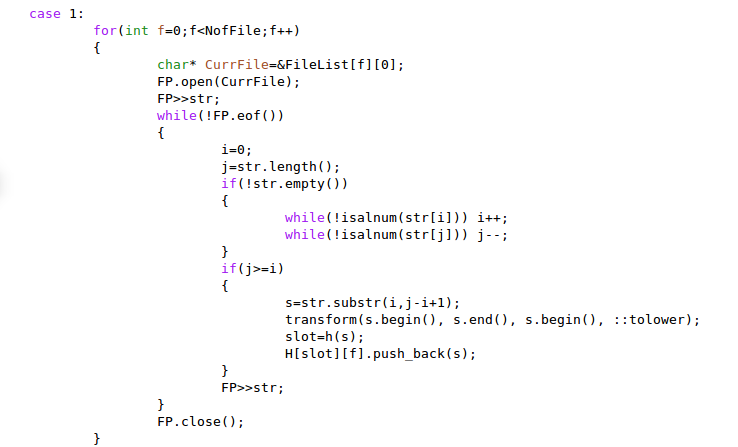 case 1:
for(int f=0;f<NofFile;f++)
{
char* CurrFile=&FileList[f][0];
FP.open(CurrFile);
FP>>str;
while(!FP.eof())
{
i=0;
j=str.length();
if(!str.empty())
{
while(!isalnum(str[i])) i++;
while(!isalnum(str[j])) j--;
}
if(j>=i)
{
s=str.substr(i,j-i+1);
transform(s.begin(), s.end(), s.begin(), ::tolower);
slot=h(s);
H[slot][f].push_back(s);
}
FP>>str;
}
FP.close();
}